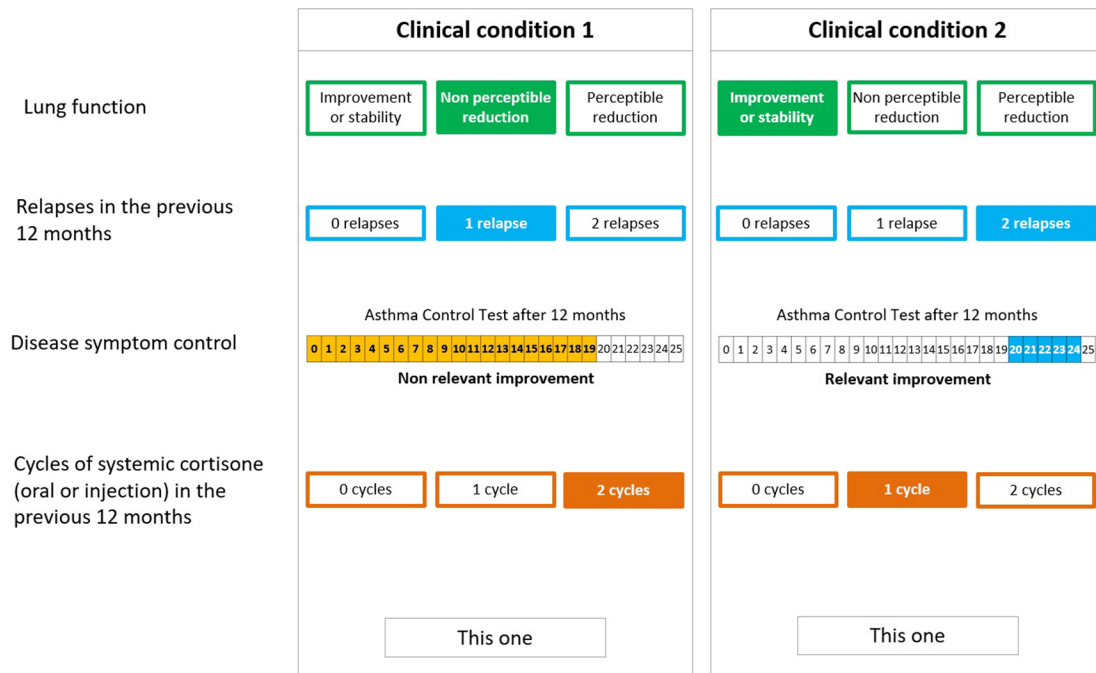 Clinical condition 1
Clinical condition 2
Lung function
Improvement
or stability
Non perceptible
reduction
Perceptible
reduction
Improvement
or stability
Non perceptible
reduction
Perceptible
reduction
Relapses in the previous
12 months
0 relapses
1 relapse
2 relapses
0 relapses
1 relapse
2 relapses
Disease symptom control
Asthma Control Test after 12 months
0 1 2 3 4 5 6 7 8 9 10 11 12 13 14 15 16 17 18 19 20 21 22 23 24 25
Non relevant improvement
Asthma Control Test after 12 months
0 1 2 3 4 5 6 7 8 9 10 11 12 13 14 15 16 17 18 19 20 21 22 23 24 25
Relevant improvement
Cycles of systemic cortisone
(oral or injection) in the
previous 12 months
0 cycles
1 cycle
2 cycles
0 cycles
1 cycle
2 cycles
This one
This one